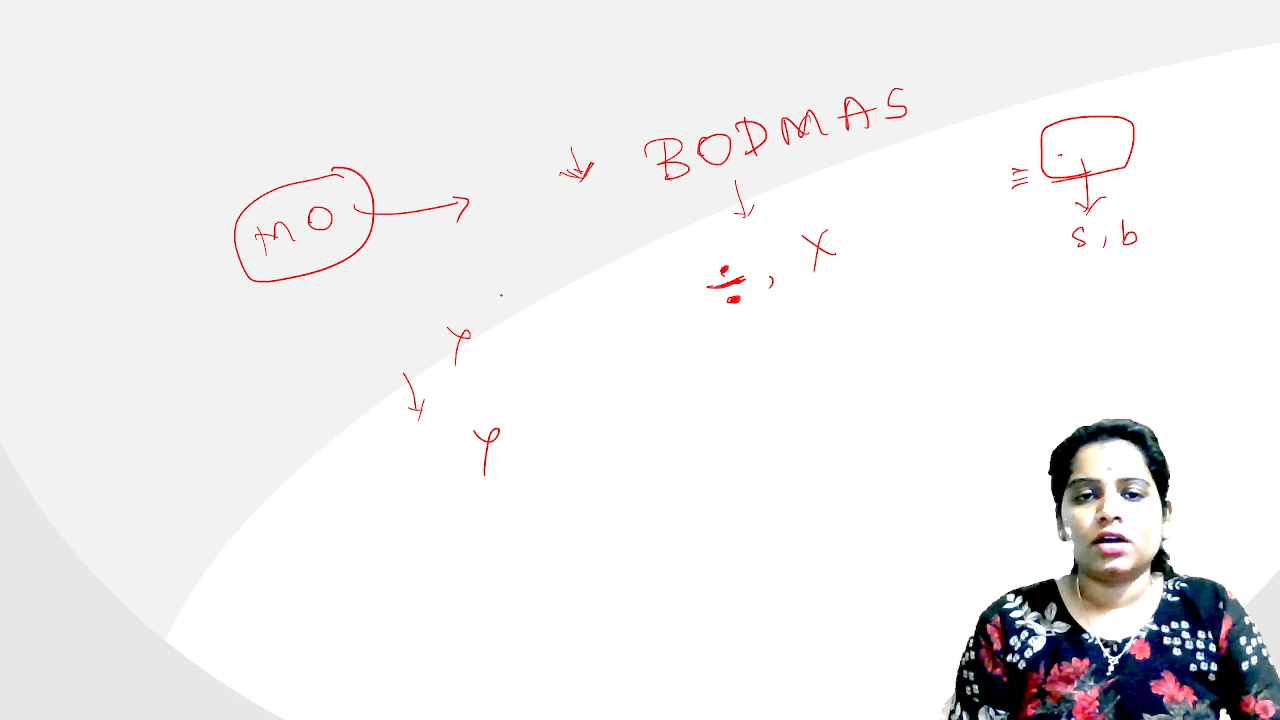 BODMAS
MO
÷, X
s, b
Y
Y